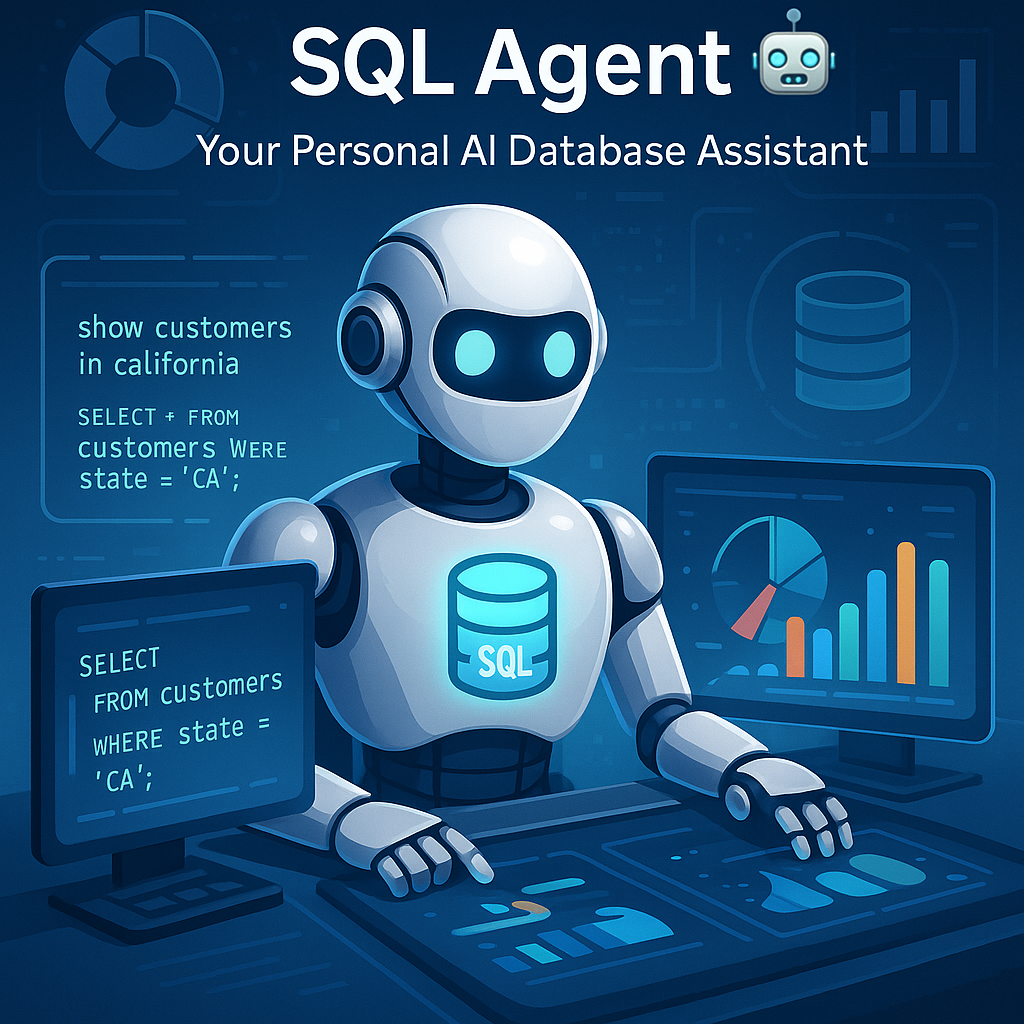 SQL Agent 🤖
Your Personal AI Database Assistant
show customers
in california
SELECT + FROM
customers WERE
state = 'CA';
SELECT
FROM customers
WHERE state =
'CA';
SQL